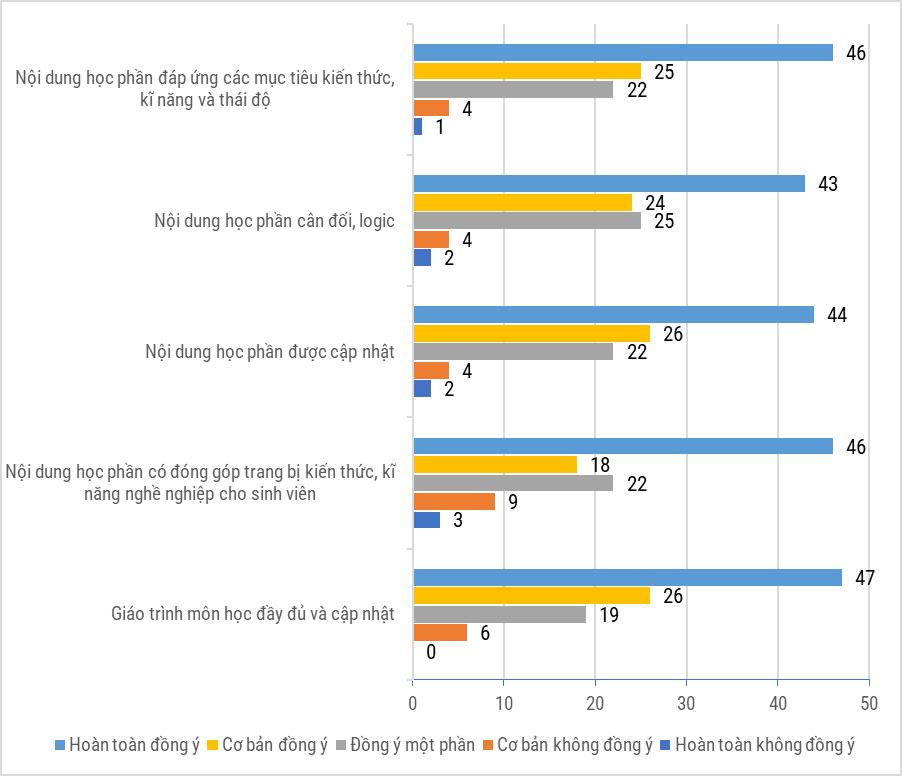 Nội dung học phần đáp ứng các mục tiêu kiến thức,
kĩ năng và thái độ
46
25
22
4
1
Nội dung học phần cân đối, logic
43
24
25
4
2
Nội dung học phần được cập nhật
44
26
22
4
2
Nội dung học phần có đóng góp trang bị kiến thức, kĩ
năng nghề nghiệp cho sinh viên
46
18
22
9
3
Giáo trình môn học đầy đủ và cập nhật
47
26
19
6
0
0 10 20 30 40 50
Hoàn toàn đồng ý Cơ bản đồng ý Đồng ý một phần Cơ bản không đồng ý Hoàn toàn không đồng ý